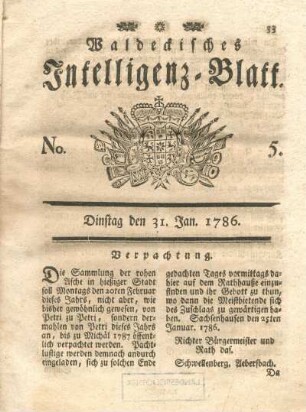 33
Waldeckisches
Intelligenz-Blatt.
No. 5.
Dinstag den 31. Jan. 1786.
Verpachtung.
Die Sammlung der rohen
Asche in hiesiger Stadt
soll Montags den 20ten Februar
dieses Jahrs, nicht aber, wie
bisher gewöhnlich gewesen, von
Petri zu Petri, sondern der-
mahlen von Petri dieses Jahrs
an, bis zu Michäl 1787 öffent-
lich verpachtet werden. Pacht-
lustige werden demnach andurch
eingeladen, sich zu solchen Ende
gedachten Tages vormittags da-
hier auf dem Rathhause einzu-
finden und ihr Gebott zu thun,
wo dann die Meistbietende sich
des Zuschlags zu gewärtigen ha-
ben. Sachsenhausen den 25ten
Januar. 1786.
Richter Bürgermeister und
Rath das.
Schwellenberg, Aebersbach.
Da